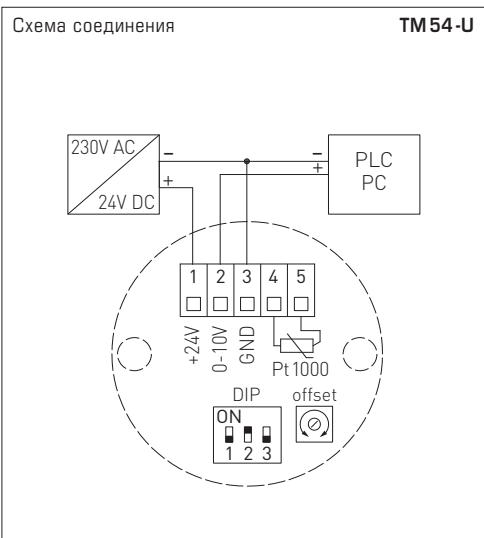 Схема соединения TM54-U
230V AC
24V DC
–
+
–
+
PLC
PC
1 2 3 4 5
+24V
0-10V
GND
Pt1000
DIP offset
ON
1 2 3